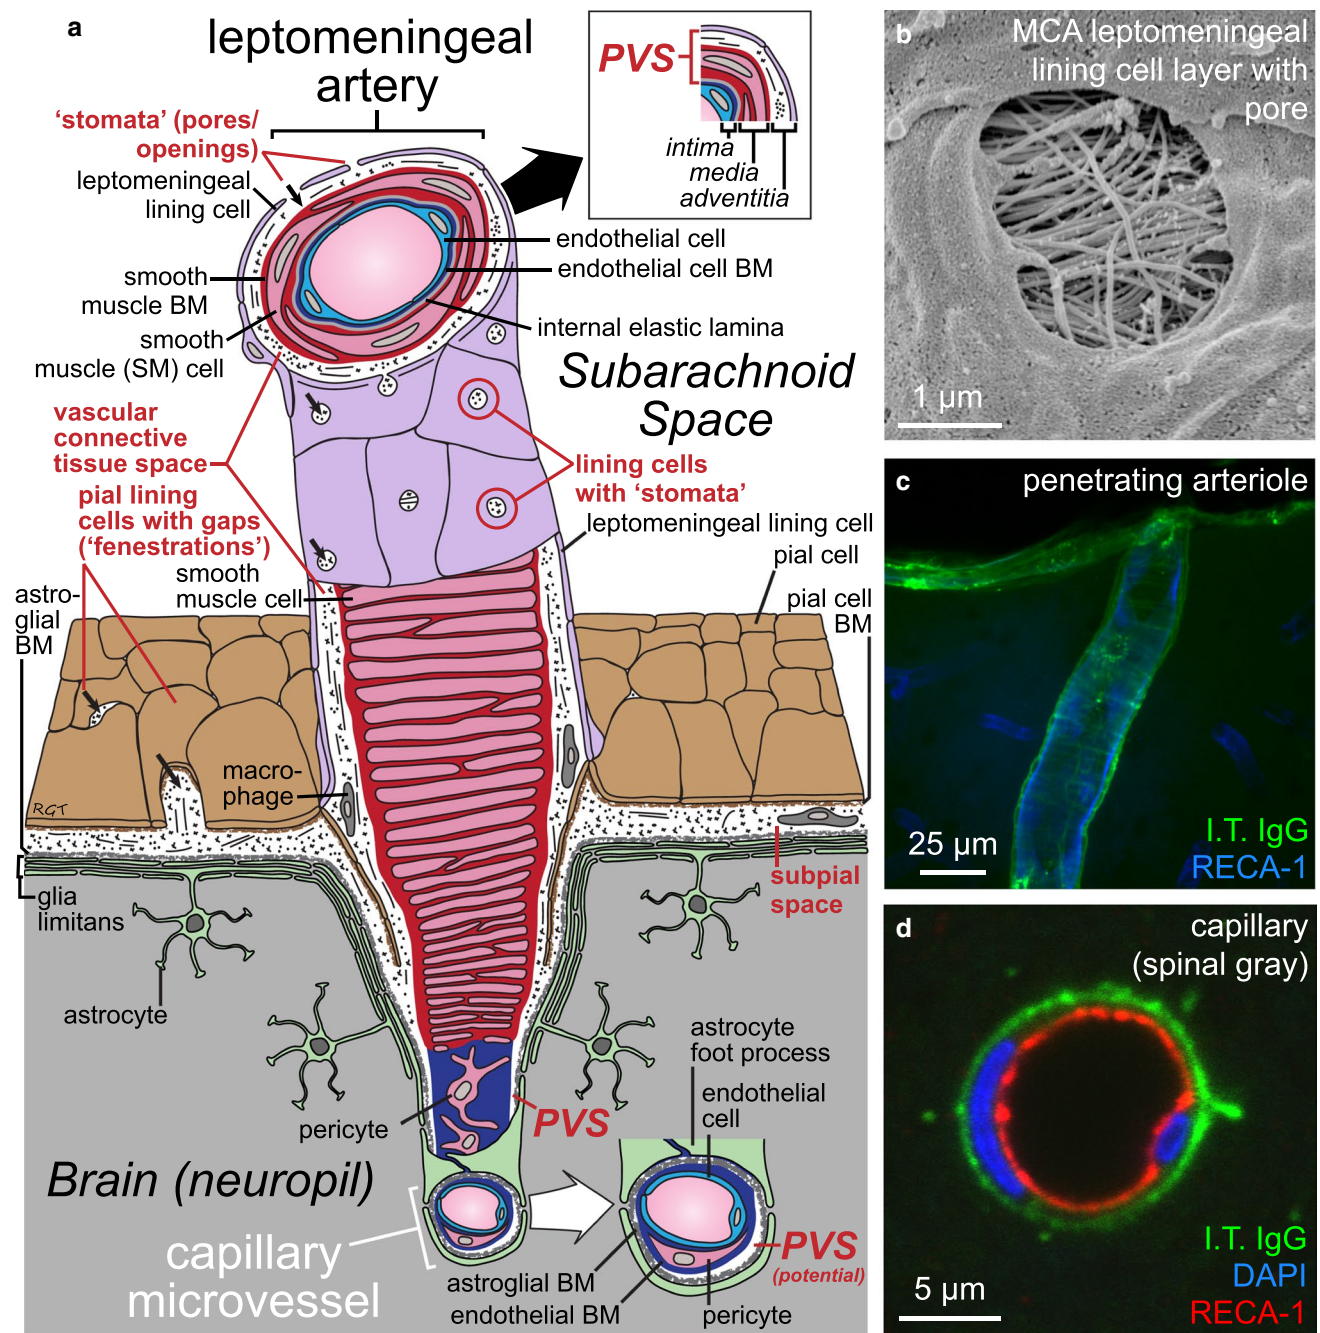 a
leptomeningeal
artery
'stomata' (pores/
openings)
leptomeningeal
lining cell
smooth
muscle BM
smooth
muscle (SM) cell
vascular
connective
tissue space
pial lining
cells with gaps
('fenestrations')
smooth
muscle cell
astro-
glial
BM
PVS
intima
media
adventitia
endothelial cell
endothelial cell BM
internal elastic lamina
Subarachnoid
Space
lining cells
with 'stomata'
leptomeningeal lining cell
pial cell
pial cell
BM
macro-
phage
RGT
glia
limitans
subpial
space
astrocyte
pericyte
PVS
astrocyte
foot process
endothelial
cell
Brain (neuropil)
capillary
microvessel
PVS
(potential)
astroglial BM
endothelial BM
pericyte
b
MCA leptomeningeal
lining cell layer with
pore
1 µm
c
penetrating arteriole
25 µm
I.T. IgG
RECA-1
d
capillary
(spinal gray)
5 µm
I.T. IgG
DAPI
RECA-1